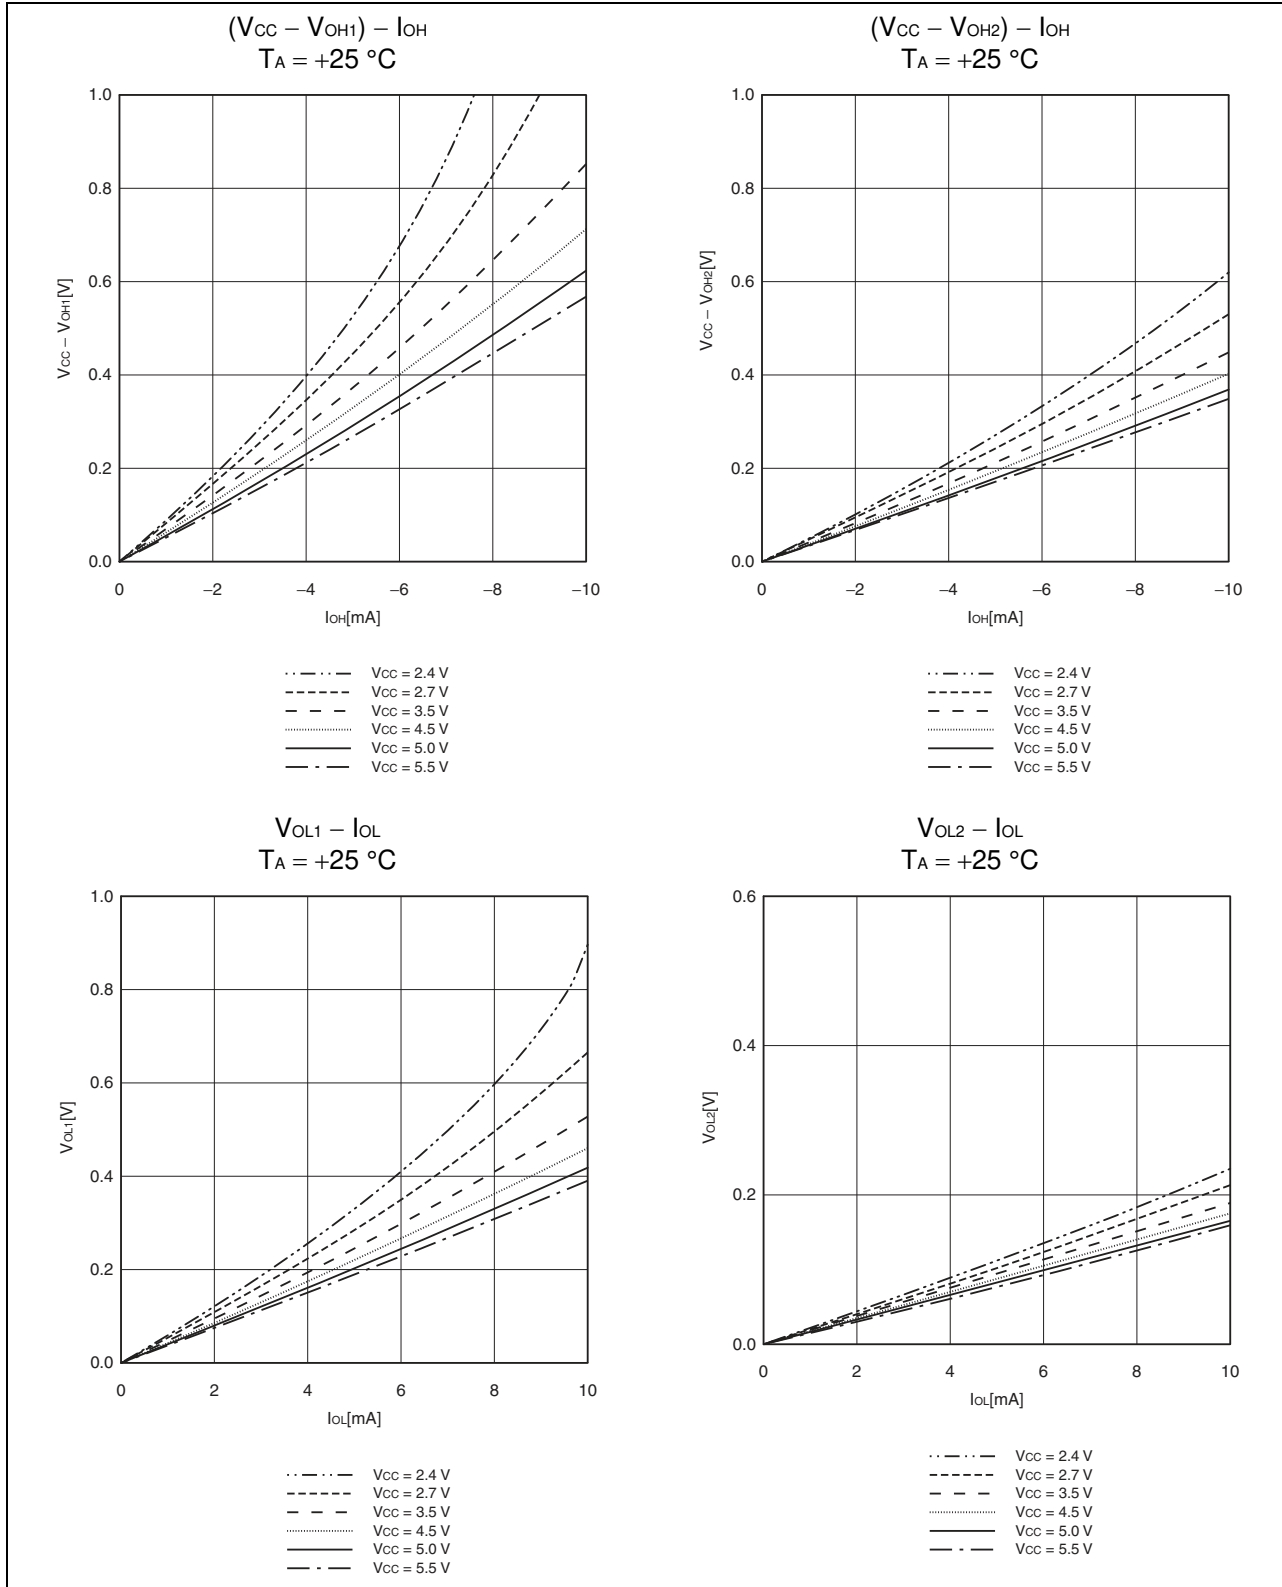 (VCC – VOH1) – IOH
TA = +25 °C
1.0
0.8
0.6
0.4
0.2
0.0
VCC – VOH1[V]
0 –2 –4 –6 –8 –10
IOH[mA]
VCC = 2.4 V
VCC = 2.7 V
VCC = 3.5 V
VCC = 4.5 V
VCC = 5.0 V
VCC = 5.5 V
(VCC – VOH2) – IOH
TA = +25 °C
1.0
0.8
0.6
0.4
0.2
0.0
VCC – VOH2[V]
0 –2 –4 –6 –8 –10
IOH[mA]
VCC = 2.4 V
VCC = 2.7 V
VCC = 3.5 V
VCC = 4.5 V
VCC = 5.0 V
VCC = 5.5 V
VOL1 – IOL
TA = +25 °C
1.0
0.8
0.6
0.4
0.2
0.0
VOL1[V]
0 2 4 6 8 10
IOL[mA]
VCC = 2.4 V
VCC = 2.7 V
VCC = 3.5 V
VCC = 4.5 V
VCC = 5.0 V
VCC = 5.5 V
VOL2 – IOL
TA = +25 °C
0.6
0.4
0.2
0.0
VOL2[V]
0 2 4 6 8 10
IOL[mA]
VCC = 2.4 V
VCC = 2.7 V
VCC = 3.5 V
VCC = 4.5 V
VCC = 5.0 V
VCC = 5.5 V